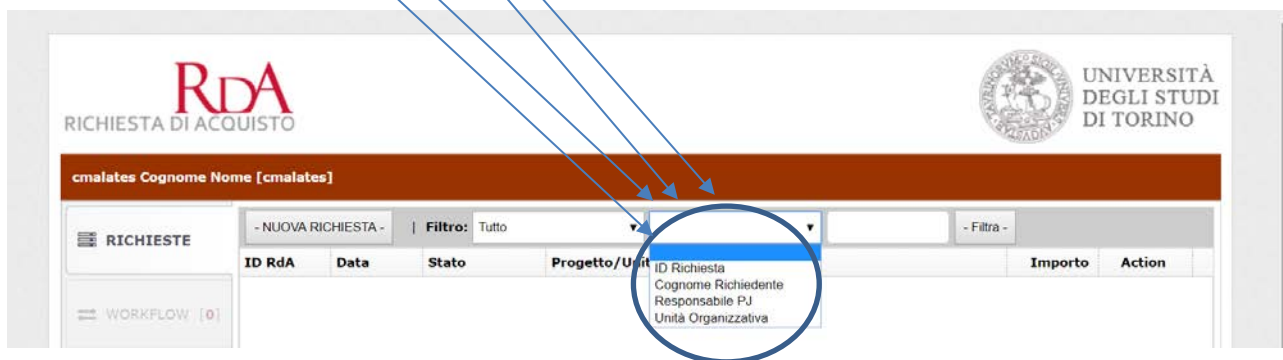 RDA
RICHIESTA DI ACQUISTO
UNIVERSITÀ
DEGLI STUDI
DI TORINO
cmalates Cognome Nome [cmalates]
RICHIESTE
- NUOVA RICHIESTA - | Filtro: Tutto - Filtra -
ID RdA Data Stato Progetto/Unit Importo Action
ID Richiesta
Cognome Richiedente
Responsabile PJ
Unità Organizzativa
WORKFLOW [0]